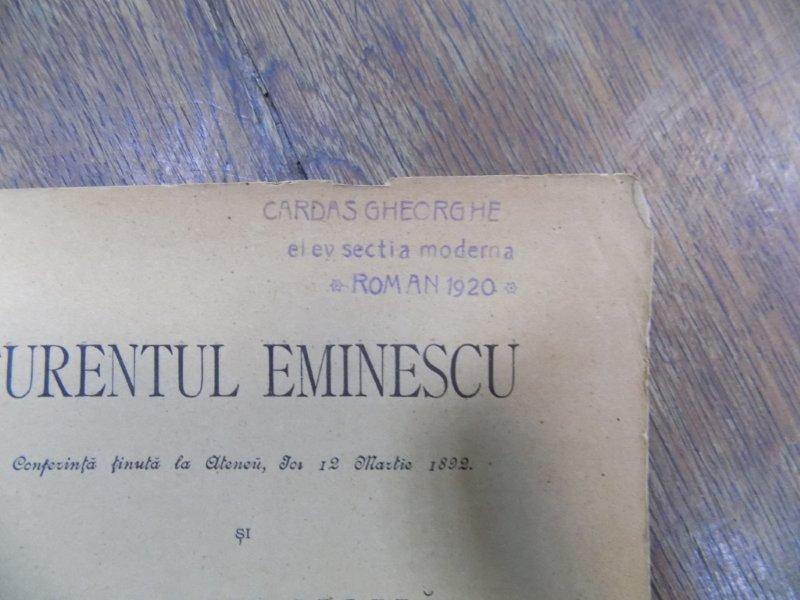 CARDAS GHEORGHE
elev sectia moderna
ROMAN 1920
CURENTUL EMINESCU
Conferință ținută la Ateneŭ, Joi 12 Martie 1892.
ȘI